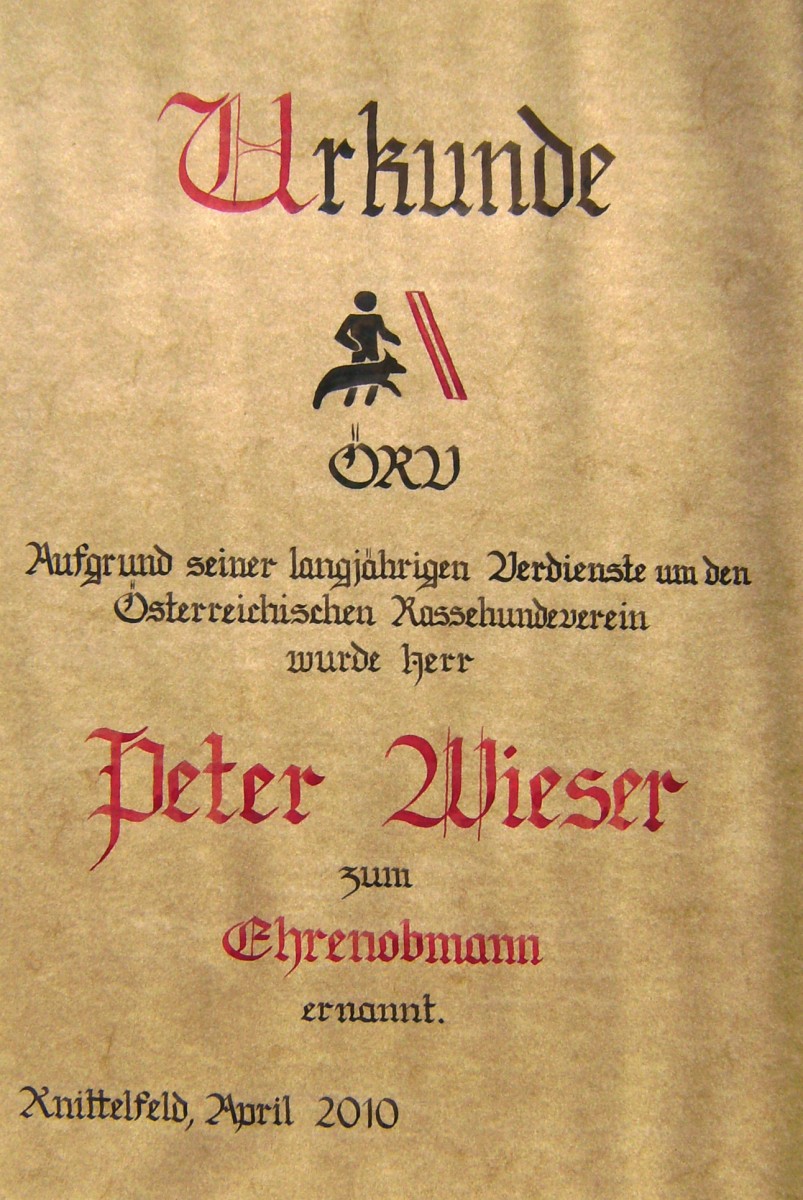 Urkunde
ÖRV
Aufgrund seiner langjährigen Verdienste um den
Österreichischen Rassehundeverein
wurde Herr
Peter Wieser
zum
Ehrenobmann
ernannt.
Knittelfeld, April 2010